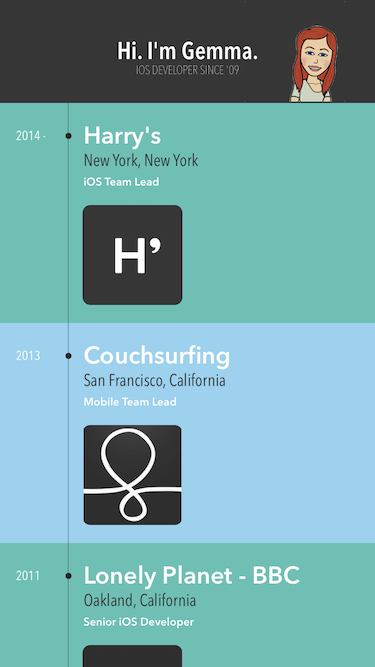 Hi. I'm Gemma.
IOS DEVELOPER SINCE '09
2014 -
Harry's
New York, New York
iOS Team Lead
H’
2013
Couchsurfing
San Francisco, California
Mobile Team Lead
2011
Lonely Planet - BBC
Oakland, California
Senior iOS Developer